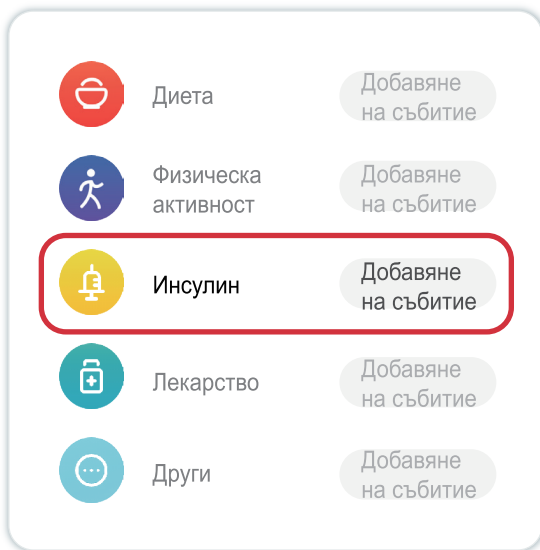 Диета
Добавяне
на събитие
Физическа
активност
Добавяне
на събитие
Инсулин
Добавяне
на събитие
Лекарство
Добавяне
на събитие
Други
Добавяне
на събитие